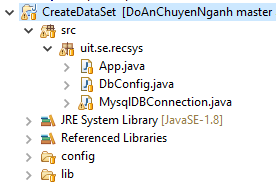 CreateDataSet [DoAnChuyenNganh master
src
uit.se.recsys
App.java
DbConfig.java
MysqlDBConnection.java
JRE System Library [JavaSE-1.8]
Referenced Libraries
config
lib